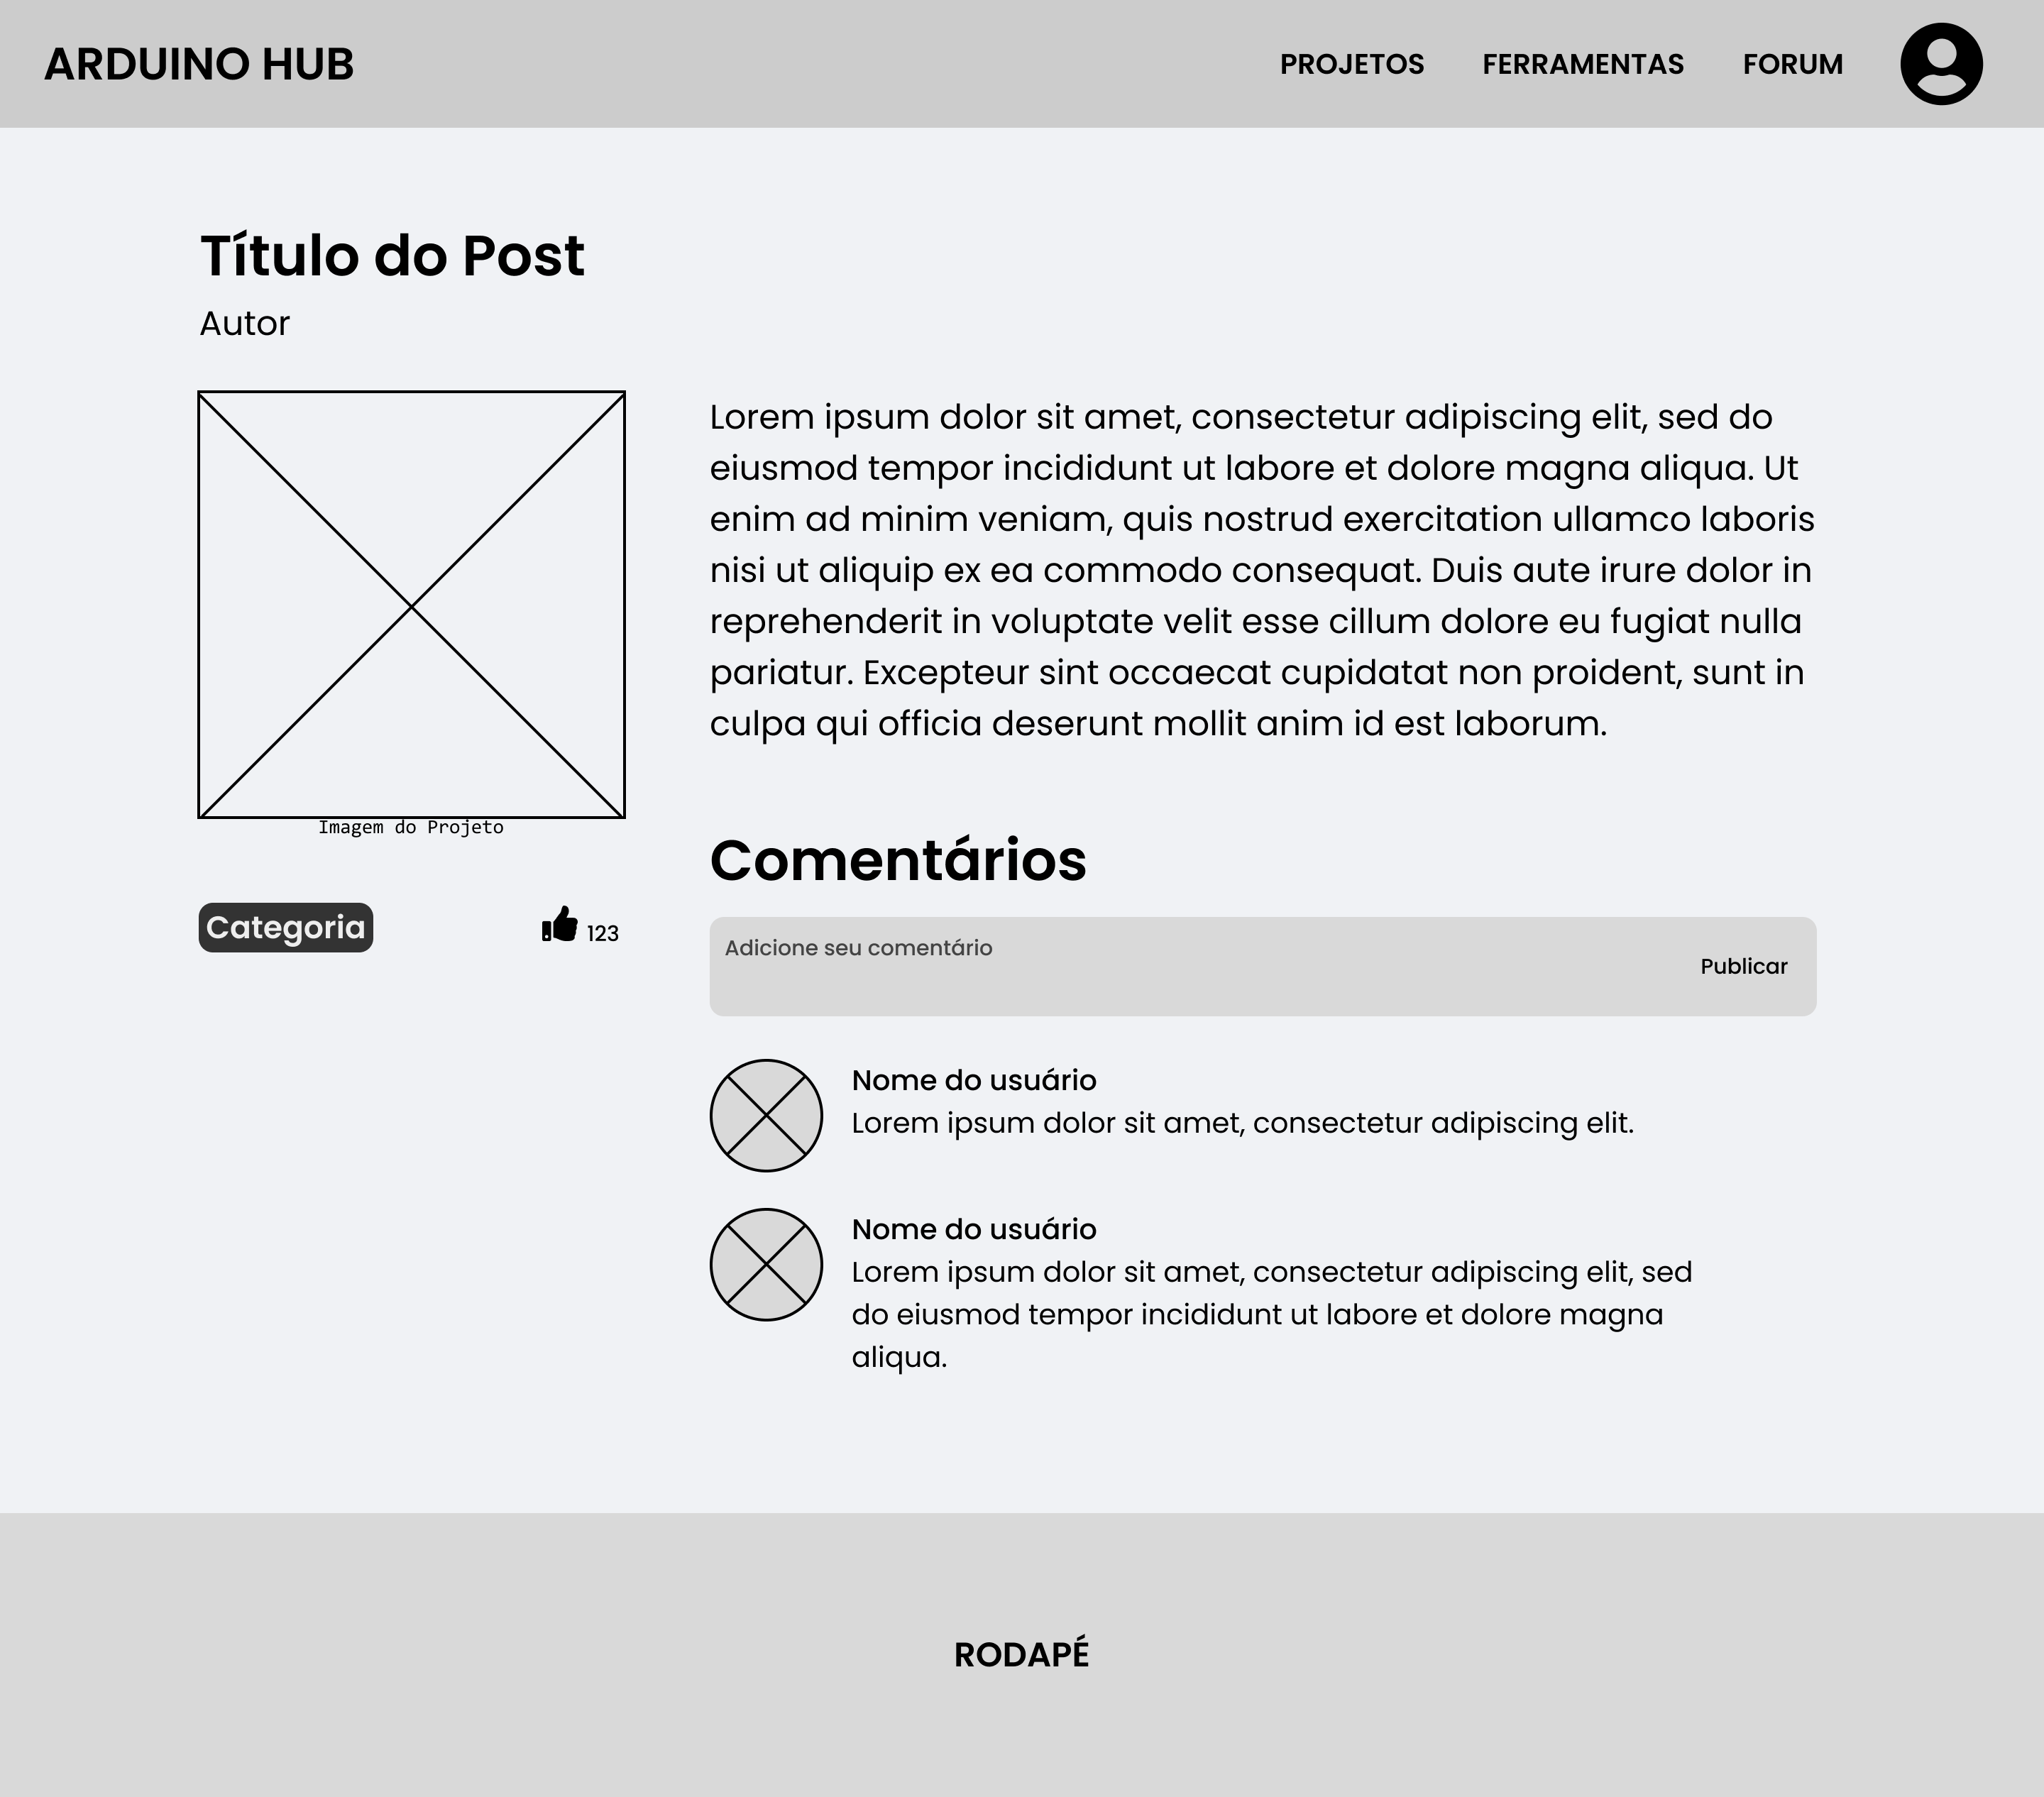 ARDUINO HUB
PROJETOS
FERRAMENTAS
FORUM
Título do Post
Autor
Imagem do Projeto
Categoria
123
Lorem ipsum dolor sit amet, consectetur adipiscing elit, sed do
eiusmod tempor incididunt ut labore et dolore magna aliqua. Ut
enim ad minim veniam, quis nostrud exercitation ullamco laboris
nisi ut aliquip ex ea commodo consequat. Duis aute irure dolor in
reprehenderit in voluptate velit esse cillum dolore eu fugiat nulla
pariatur. Excepteur sint occaecat cupidatat non proident, sunt in
culpa qui officia deserunt mollit anim id est laborum.
Comentários
Adicione seu comentário
Publicar
Nome do usuário
Lorem ipsum dolor sit amet, consectetur adipiscing elit.
Nome do usuário
Lorem ipsum dolor sit amet, consectetur adipiscing elit, sed
do eiusmod tempor incididunt ut labore et dolore magna
aliqua.
RODAPÉ